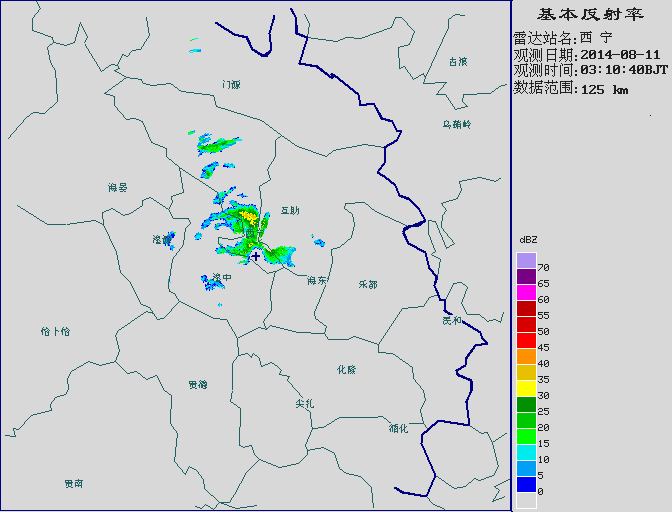 基本反射率
雷达站名:西 宁
观测日期:2014-08-11
观测时间:03:10:40BJT
数据范围:125 km
古浪
门源
乌鞘岭
海晏
互助
湟源
湟中
海东
乐都
民和
恰卜恰
化隆
贵德
尖扎
循化
贵南
dBZ
70
65
60
55
50
45
40
35
30
25
20
15
10
5
0